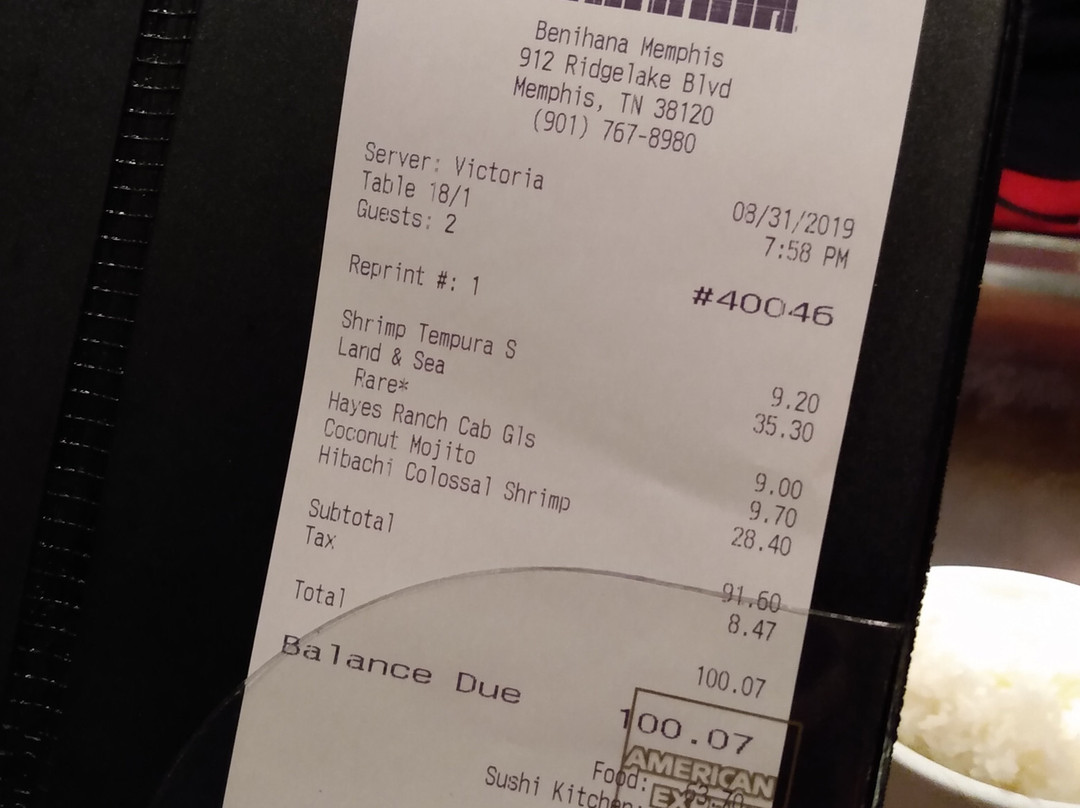 Benihana Memphis
912 Ridgelake Blvd
Memphis, TN 38120
(901) 767-8980
Server: Victoria
Table 18/1
Guests: 2
08/31/2019
7:58 PM
Reprint #: 1
#40046
Shrimp Tempura S 9.20
Land & Sea 35.30
Rare*
Hayes Ranch Cab Gls 9.00
Coconut Mojito 9.70
Hibachi Colossal Shrimp 28.40
Subtotal 91.60
Tax 8.47
Total 100.07
Balance Due 100.07
AMERICAN
Food:
Sushi Kitchen: